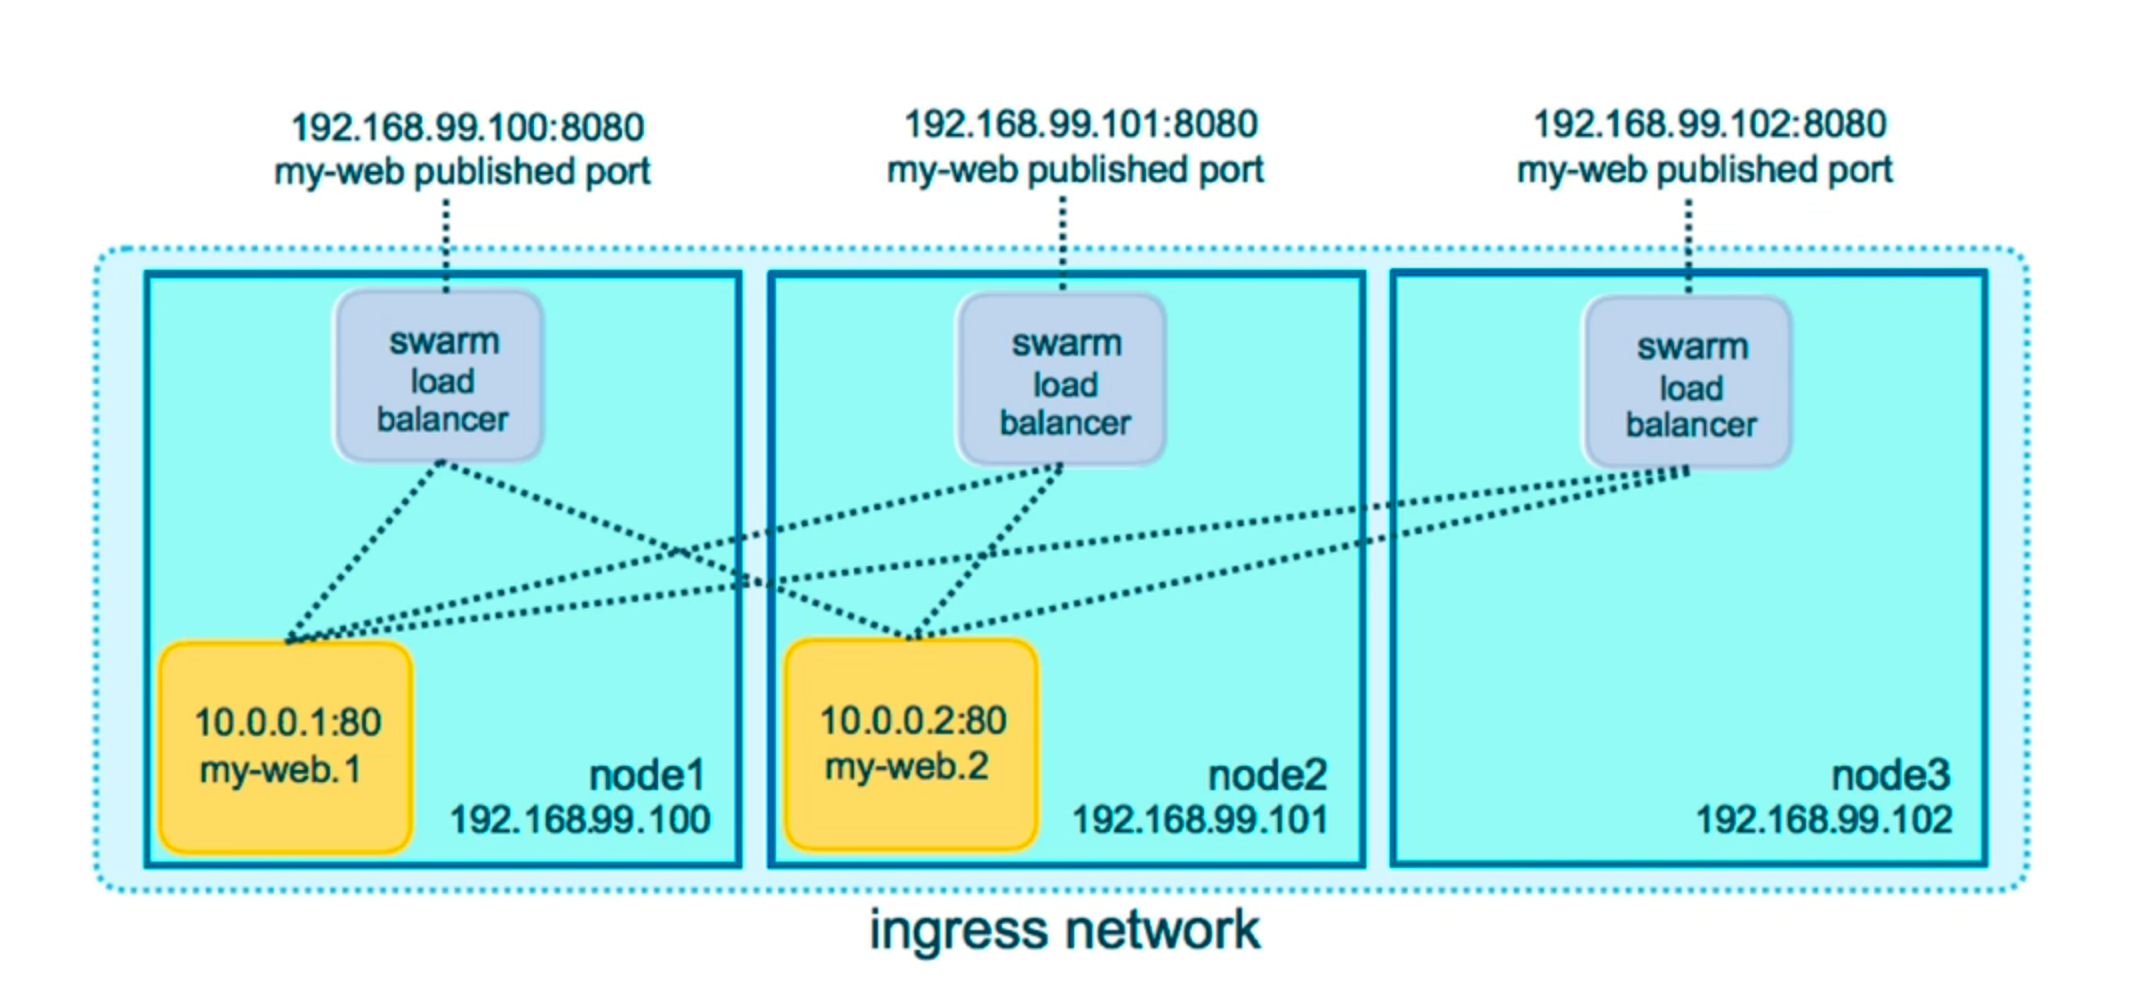 192.168.99.100:8080
my-web published port
192.168.99.101:8080
my-web published port
192.168.99.102:8080
my-web published port
swarm
load
balancer
swarm
load
balancer
swarm
load
balancer
10.0.0.1:80
my-web.1
node1
192.168.99.100
10.0.0.2:80
my-web.2
node2
192.168.99.101
node3
192.168.99.102
ingress network